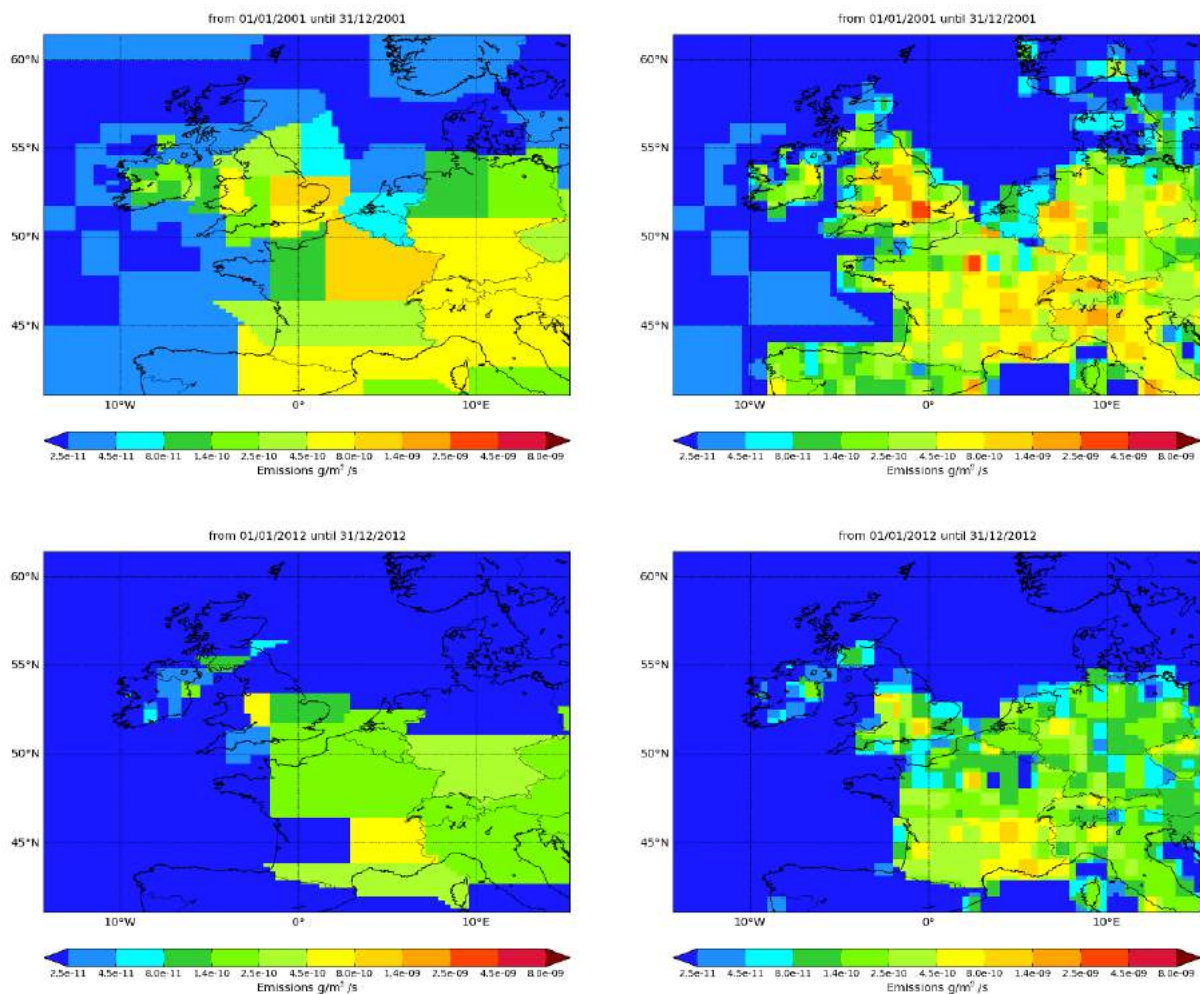 from 01/01/2001 until 31/12/2001
60°N
55°N
50°N
45°N
10°W 0° 10°E
2.5e-11 4.5e-11 8.0e-11 1.4e-10 2.5e-10 4.5e-10 8.0e-10 1.4e-09 2.5e-09 4.5e-09 8.0e-09
Emissions g/m²/s
from 01/01/2001 until 31/12/2001
60°N
55°N
50°N
45°N
10°W 0° 10°E
2.5e-11 4.5e-11 8.0e-11 1.4e-10 2.5e-10 4.5e-10 8.0e-10 1.4e-09 2.5e-09 4.5e-09 8.0e-09
Emissions g/m²/s
from 01/01/2012 until 31/12/2012
60°N
55°N
50°N
45°N
10°W 0° 10°E
2.5e-11 4.5e-11 8.0e-11 1.4e-10 2.5e-10 4.5e-10 8.0e-10 1.4e-09 2.5e-09 4.5e-09 8.0e-09
Emissions g/m²/s
from 01/01/2012 until 31/12/2012
60°N
55°N
50°N
45°N
10°W 0° 10°E
2.5e-11 4.5e-11 8.0e-11 1.4e-10 2.5e-10 4.5e-10 8.0e-10 1.4e-09 2.5e-09 4.5e-09 8.0e-09
Emissions g/m²/s